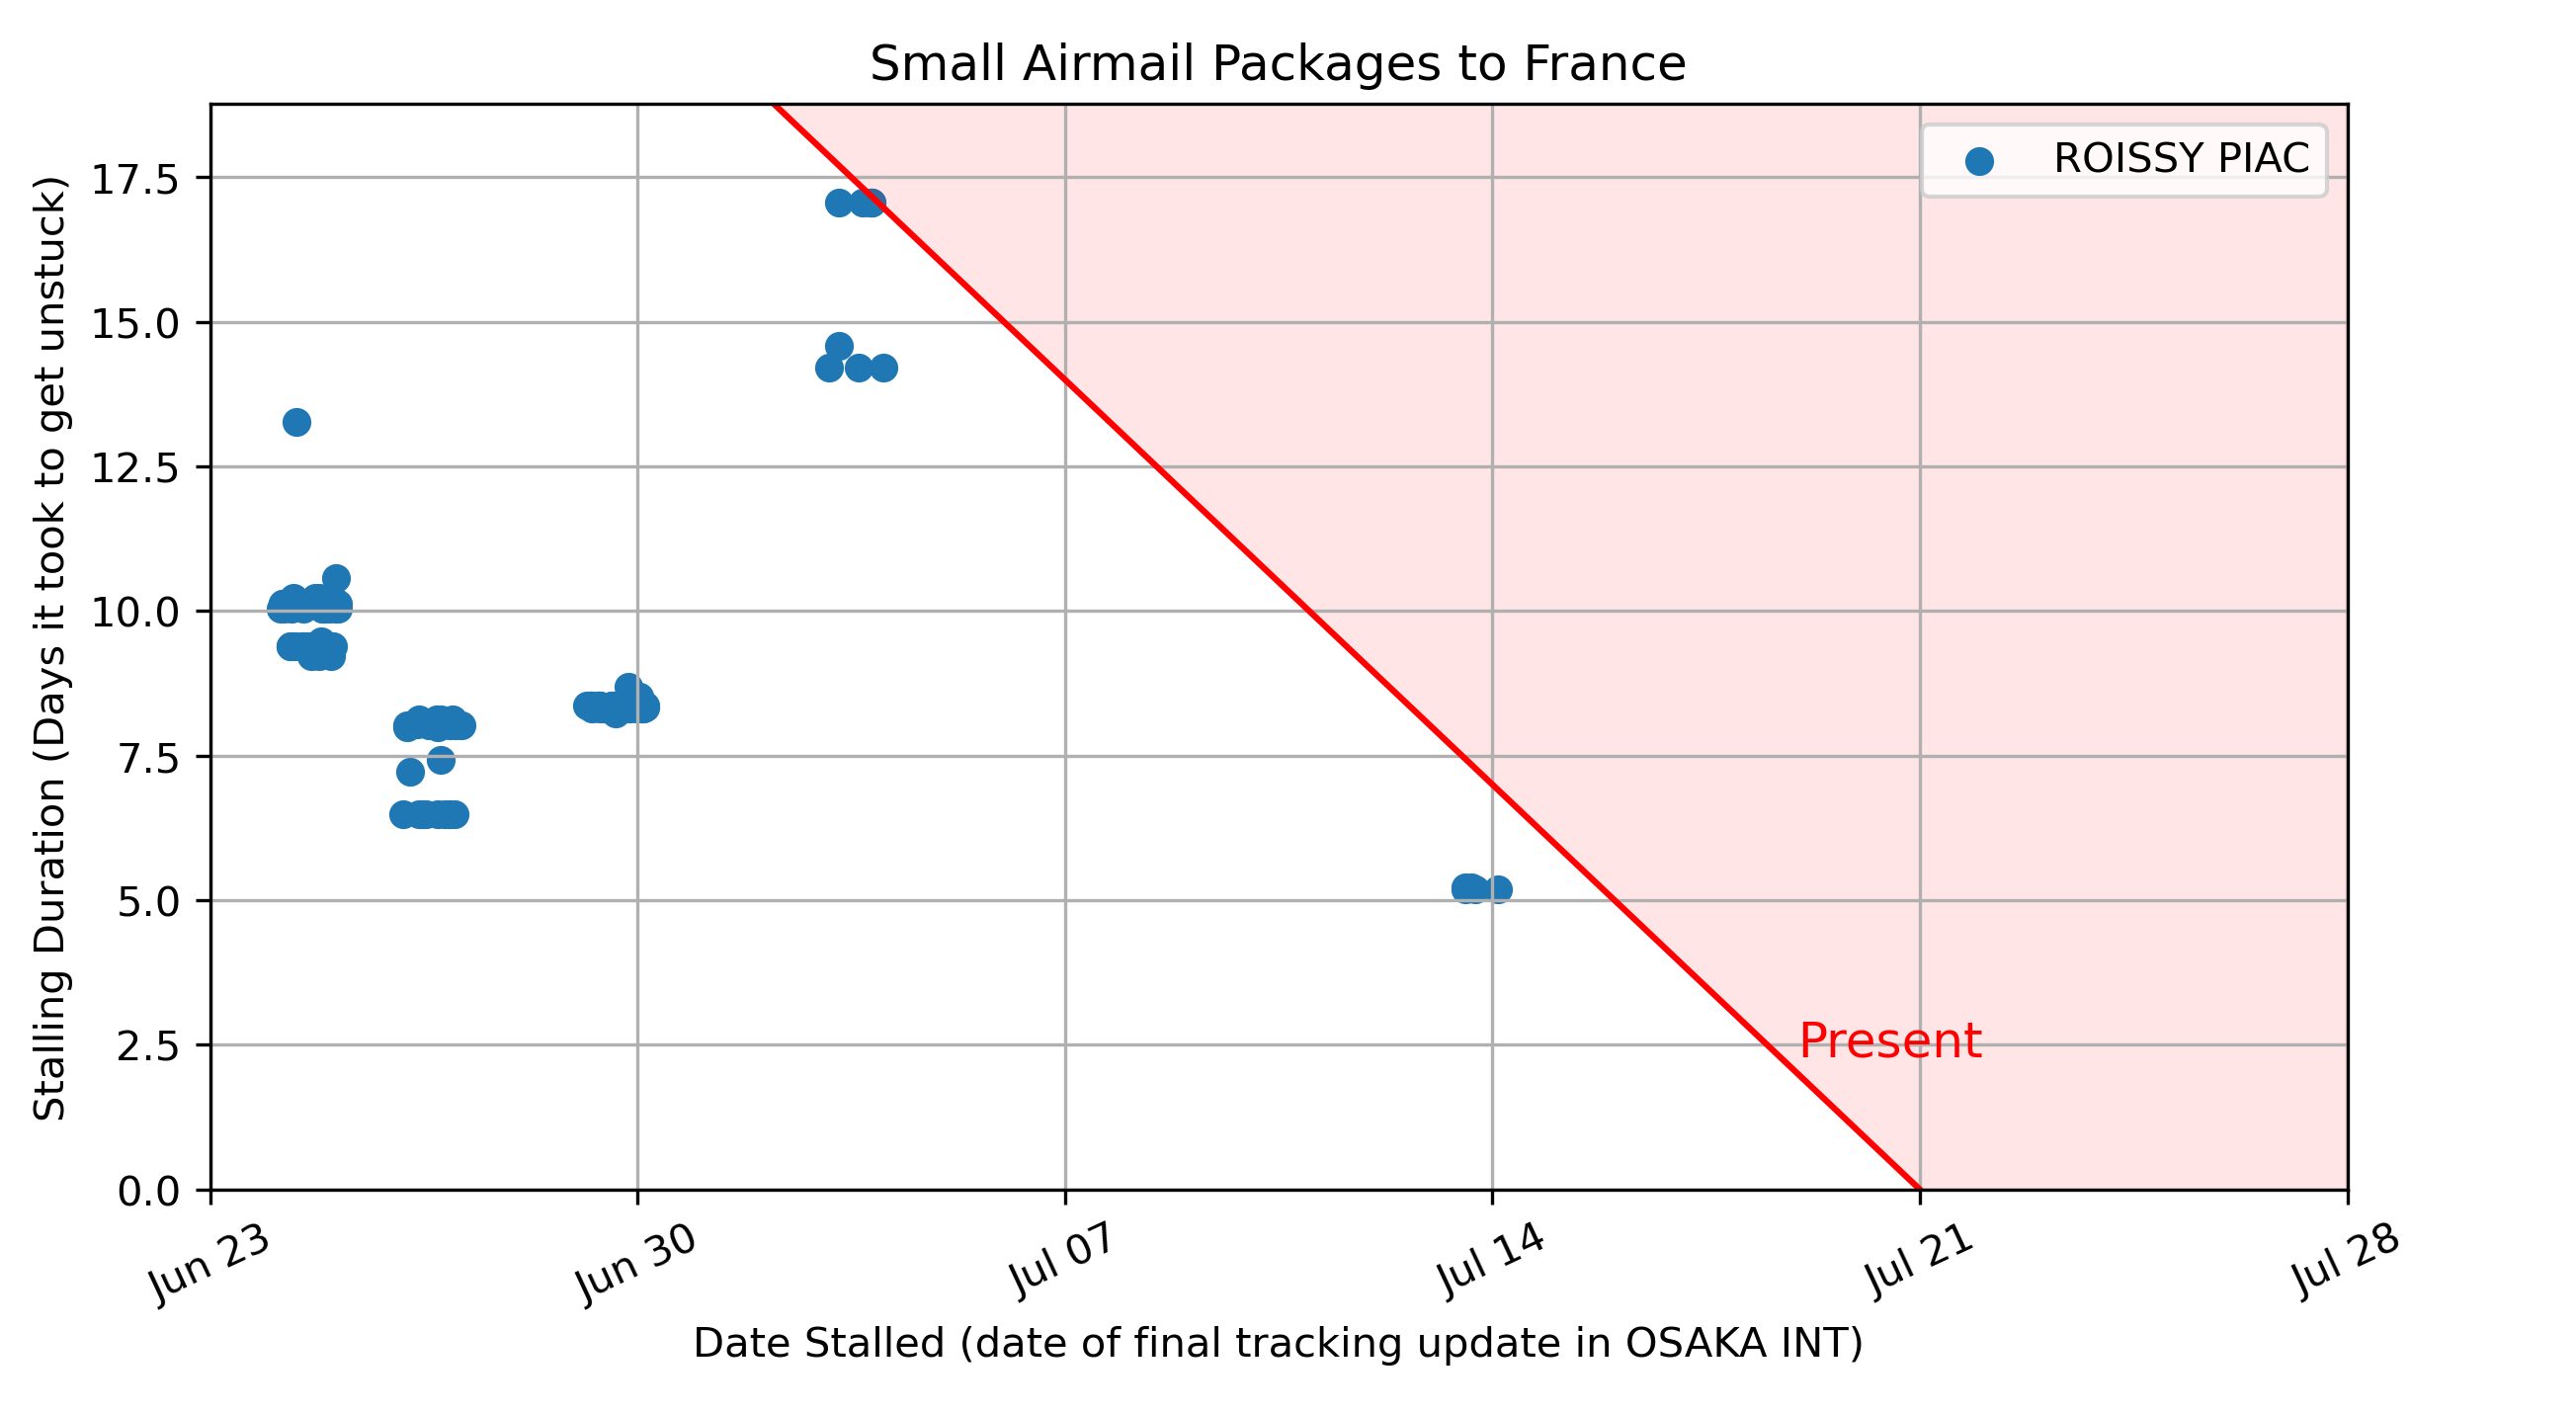 Small Airmail Packages to France
ROISSY PIAC
Stalling Duration (Days it took to get unstuck)
17.5
15.0
12.5
10.0
7.5
5.0
2.5
0.0
Present
Jun 23
Jun 30
Jul 07
Jul 14
Jul 21
Jul 28
Date Stalled (date of final tracking update in OSAKA INT)